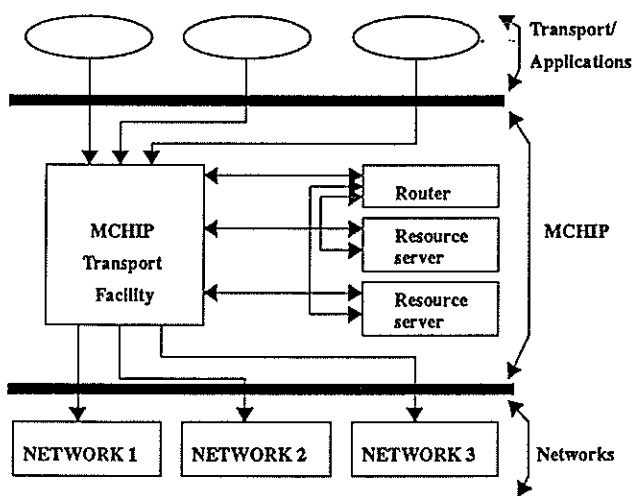 Transport/
Applications
Router
MCHIP
Transport
Facility
Resource
server
MCHIP
Resource
server
NETWORK 1
NETWORK 2
NETWORK 3
Networks